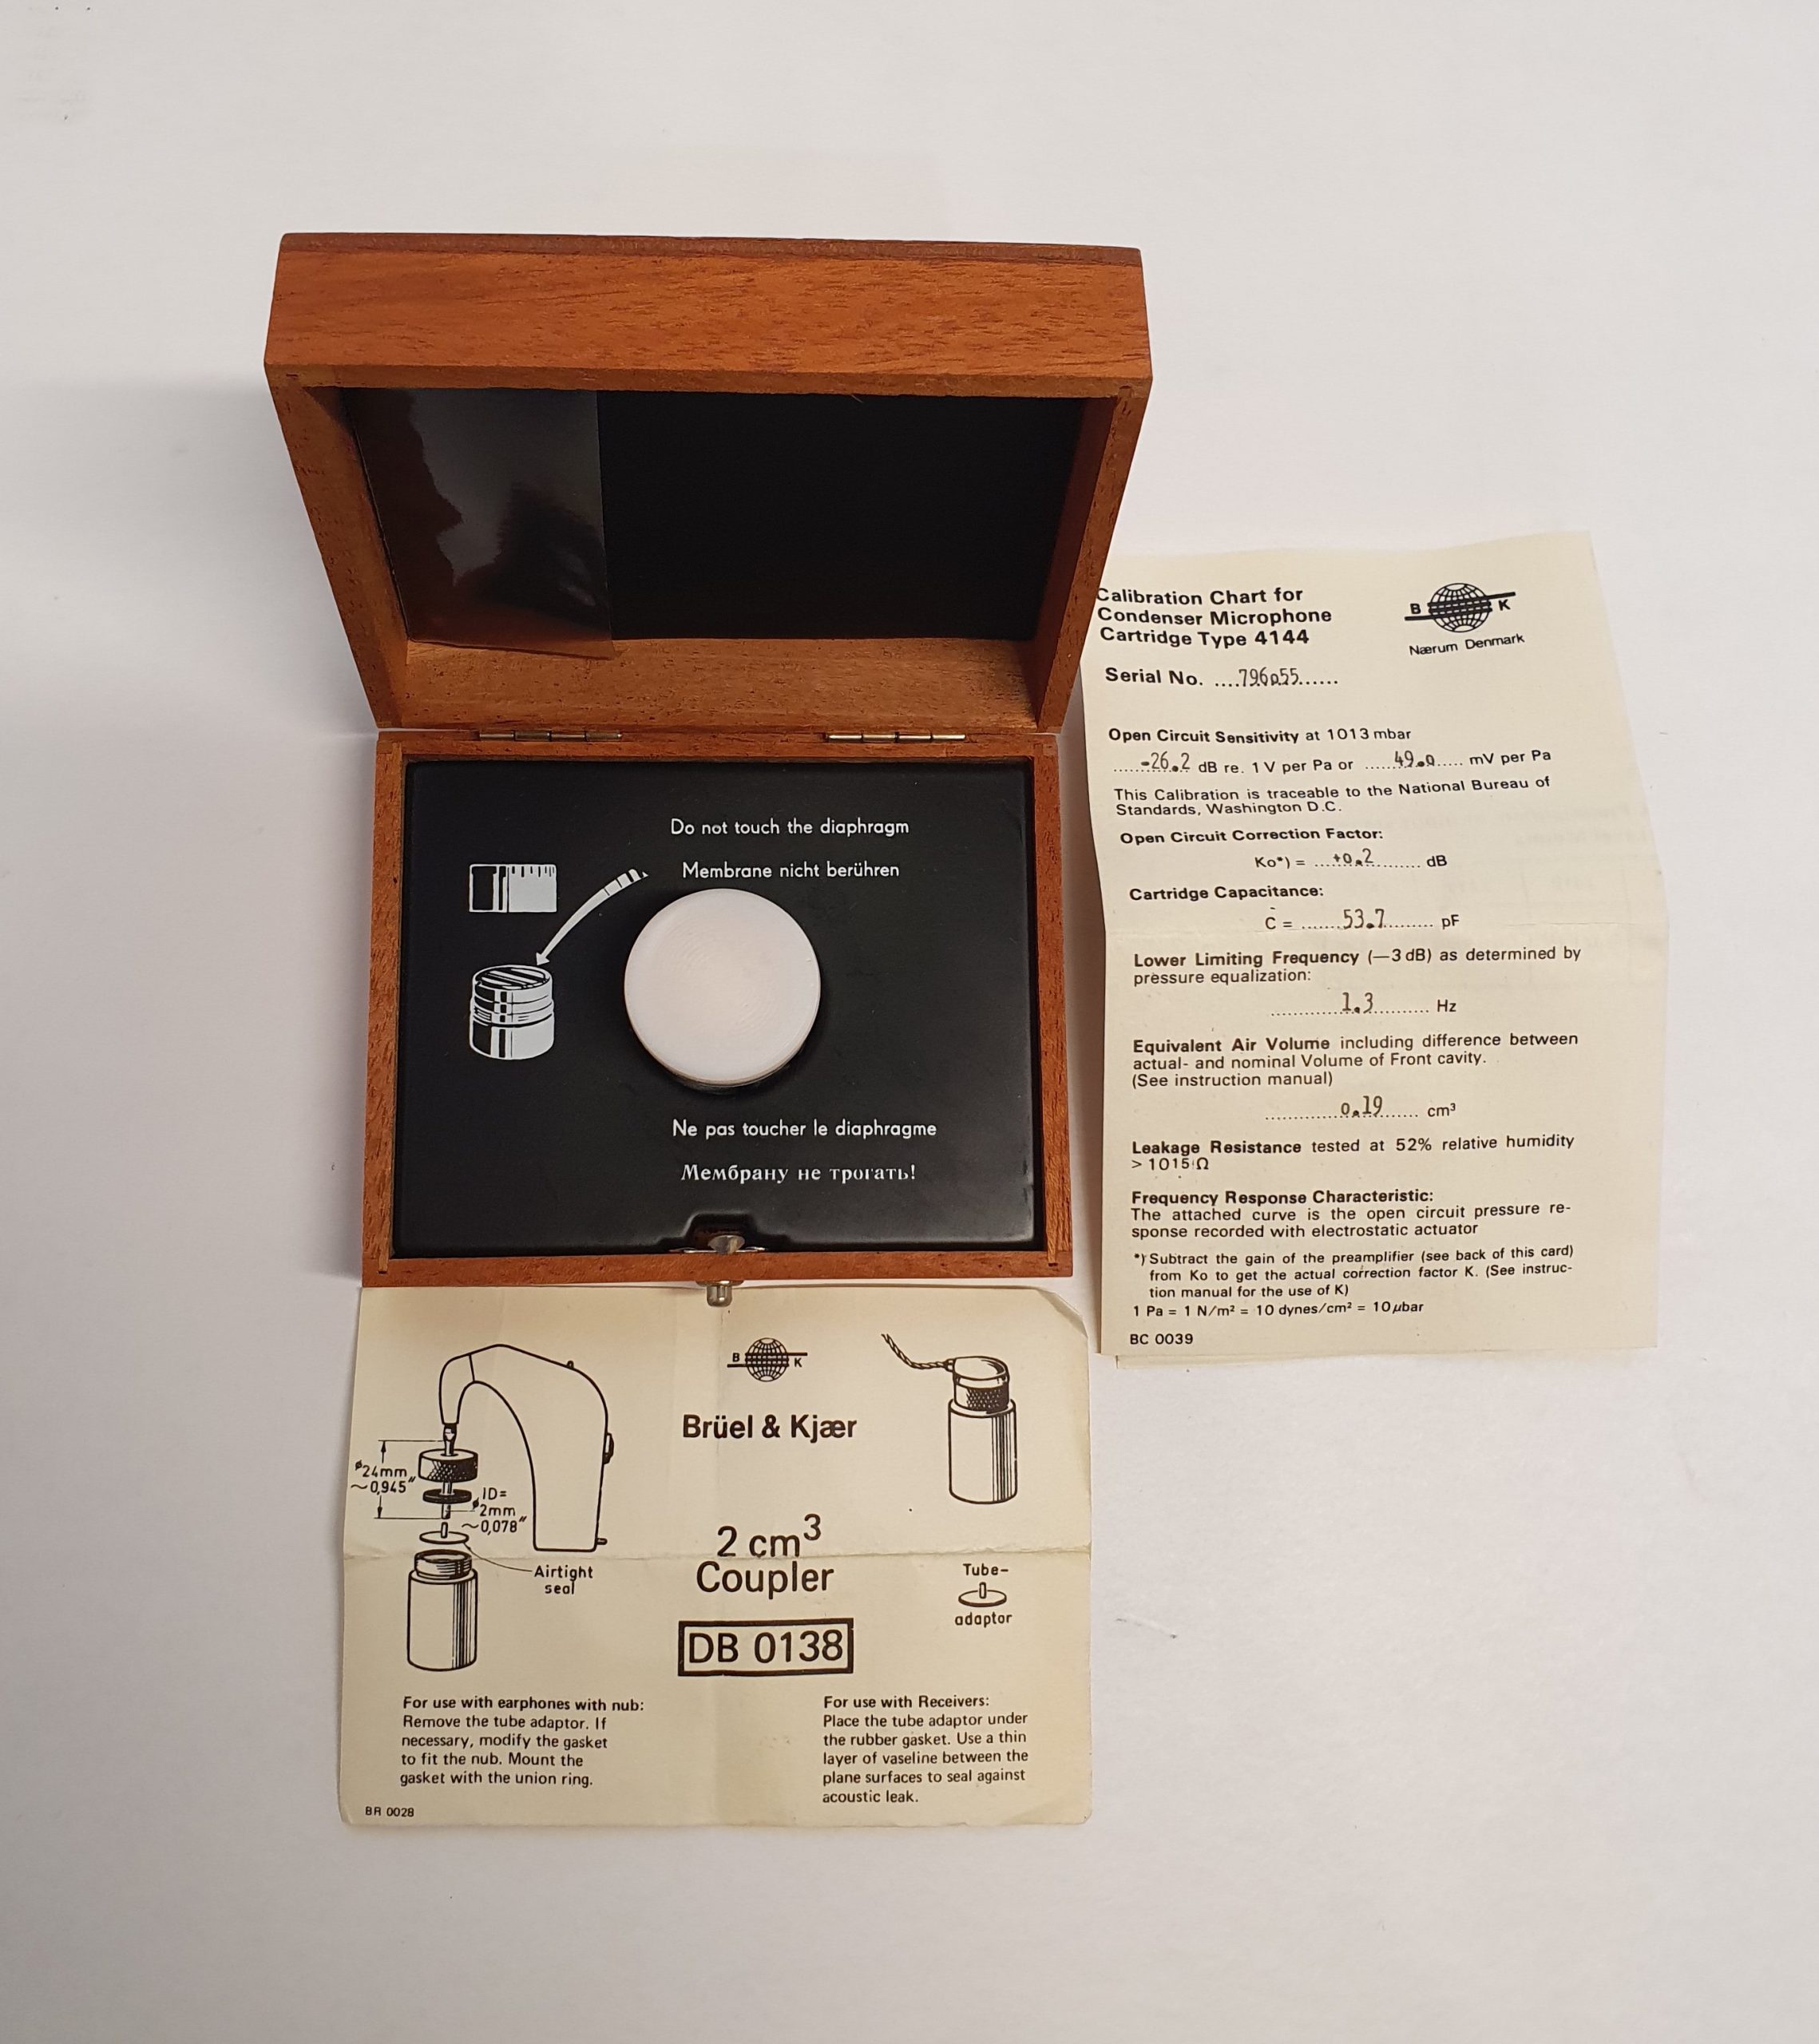 Do not touch the diaphragm
Membrane nicht berühren
Ne pas toucher le diaphragme
Мембрану не трогать!
Calibration Chart for
Condenser Microphone
Cartridge Type 4144
B K
Nærum Denmark
Serial No. ....796055......
Open Circuit Sensitivity at 1013 mbar
......-26.2 dB re. 1 V per Pa or ......49.0..... mV per Pa
This Calibration is traceable to the National Bureau of
Standards, Washington D.C.
Open Circuit Correction Factor:
Ko*) = ....+0.2......... dB
Cartridge Capacitance:
C = .......53.7......... pF
Lower Limiting Frequency (—3 dB) as determined by
pressure equalization:
.............1.3........... Hz
Equivalent Air Volume including difference between
actual- and nominal Volume of Front cavity.
(See instruction manual)
.............0.19...... cm³
Leakage Resistance tested at 52% relative humidity
> 1015 Ω
Frequency Response Characteristic:
The attached curve is the open circuit pressure re-
sponse recorded with electrostatic actuator
*) Subtract the gain of the preamplifier (see back of this card)
from Ko to get the actual correction factor K. (See instruc-
tion manual for the use of K)
1 Pa = 1 N/m² = 10 dynes/cm² = 10 μbar
BC 0039
B K
Brüel & Kjær
2 cm³
Coupler
DB 0138
ø24mm
~0,945"
ID=
ø2mm
~0,078"
Airtight
seal
Tube-
adaptor
For use with earphones with nub:
Remove the tube adaptor. If
necessary, modify the gasket
to fit the nub. Mount the
gasket with the union ring.
For use with Receivers:
Place the tube adaptor under
the rubber gasket. Use a thin
layer of vaseline between the
plane surfaces to seal against
acoustic leak.
BR 0028